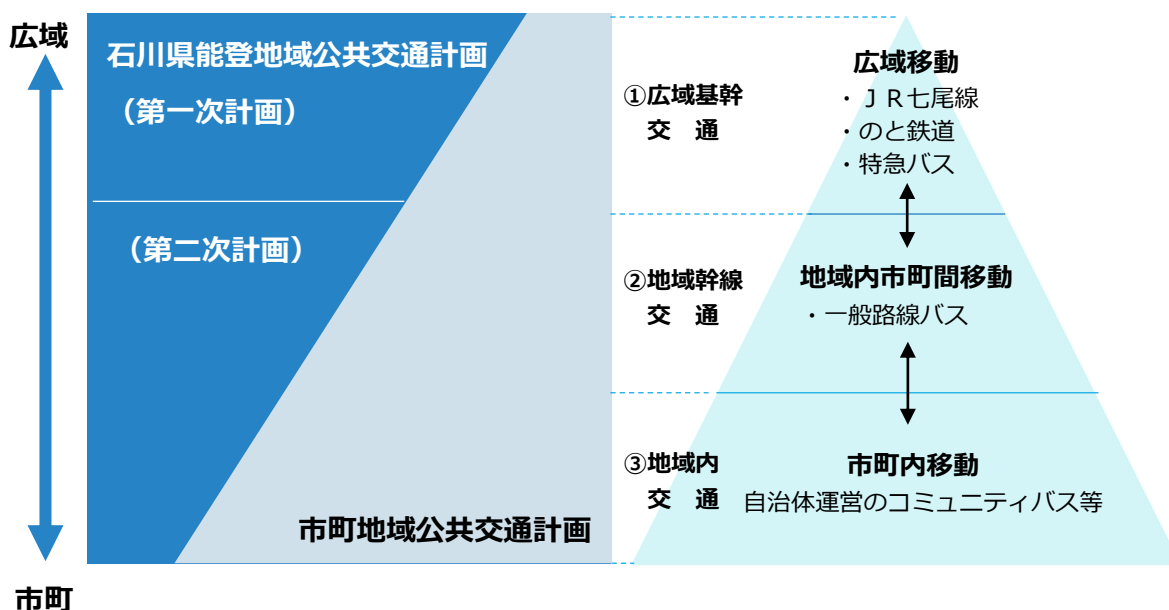 広域
石川県能登地域公共交通計画
（第一次計画）
（第二次計画）
市町地域公共交通計画
市町
①広域基幹
交　通
広域移動
・ＪＲ七尾線
・のと鉄道
・特急バス
②地域幹線
交　通
地域内市町間移動
・一般路線バス
③地域内
交　通
市町内移動
自治体運営のコミュニティバス等